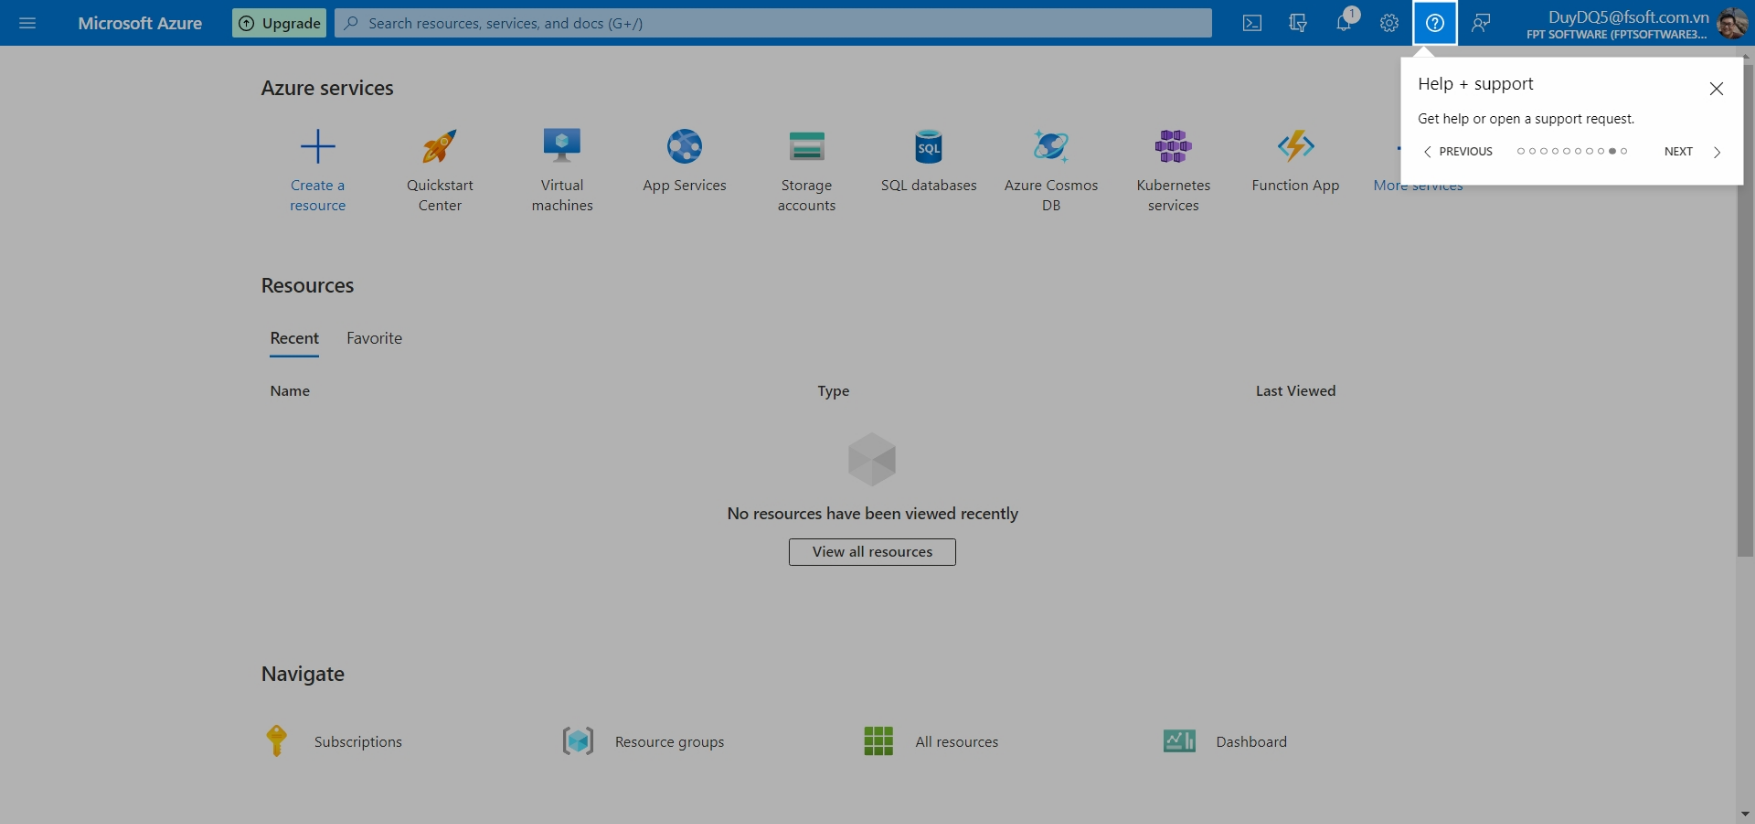 Microsoft Azure
Upgrade
Search resources, services, and docs (G+/)
1
DuyDQ5@fsoft.com.vn
FPT SOFTWARE (FPTSOFTWARE3...
Help + support
Get help or open a support request.
PREVIOUS
NEXT
Azure services
Create a
resource
Quickstart
Center
Virtual
machines
App Services
Storage
accounts
SQL
SQL databases
Azure Cosmos
DB
Kubernetes
services
Function App
More services
Resources
Recent
Favorite
Name
Type
Last Viewed
No resources have been viewed recently
View all resources
Navigate
Subscriptions
Resource groups
All resources
Dashboard